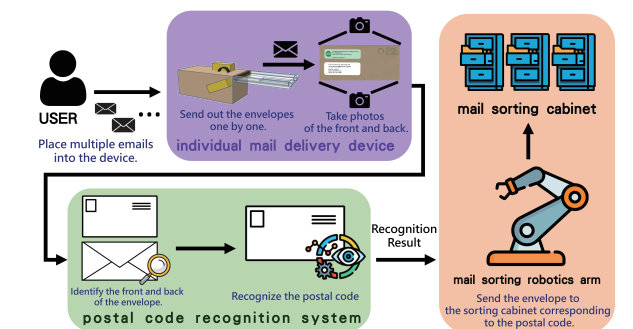 USER
Place multiple emails
into the device.
Send out the envelopes
one by one.
Take photos
of the front and back.
individual mail delivery device
Identify the front and back
of the envelope.
Recognize the postal code
postal code recognition system
Recognition
Result
mail sorting cabinet
mail sorting robotics arm
Send the envelope to
the sorting cabinet corresponding
to the postal code.